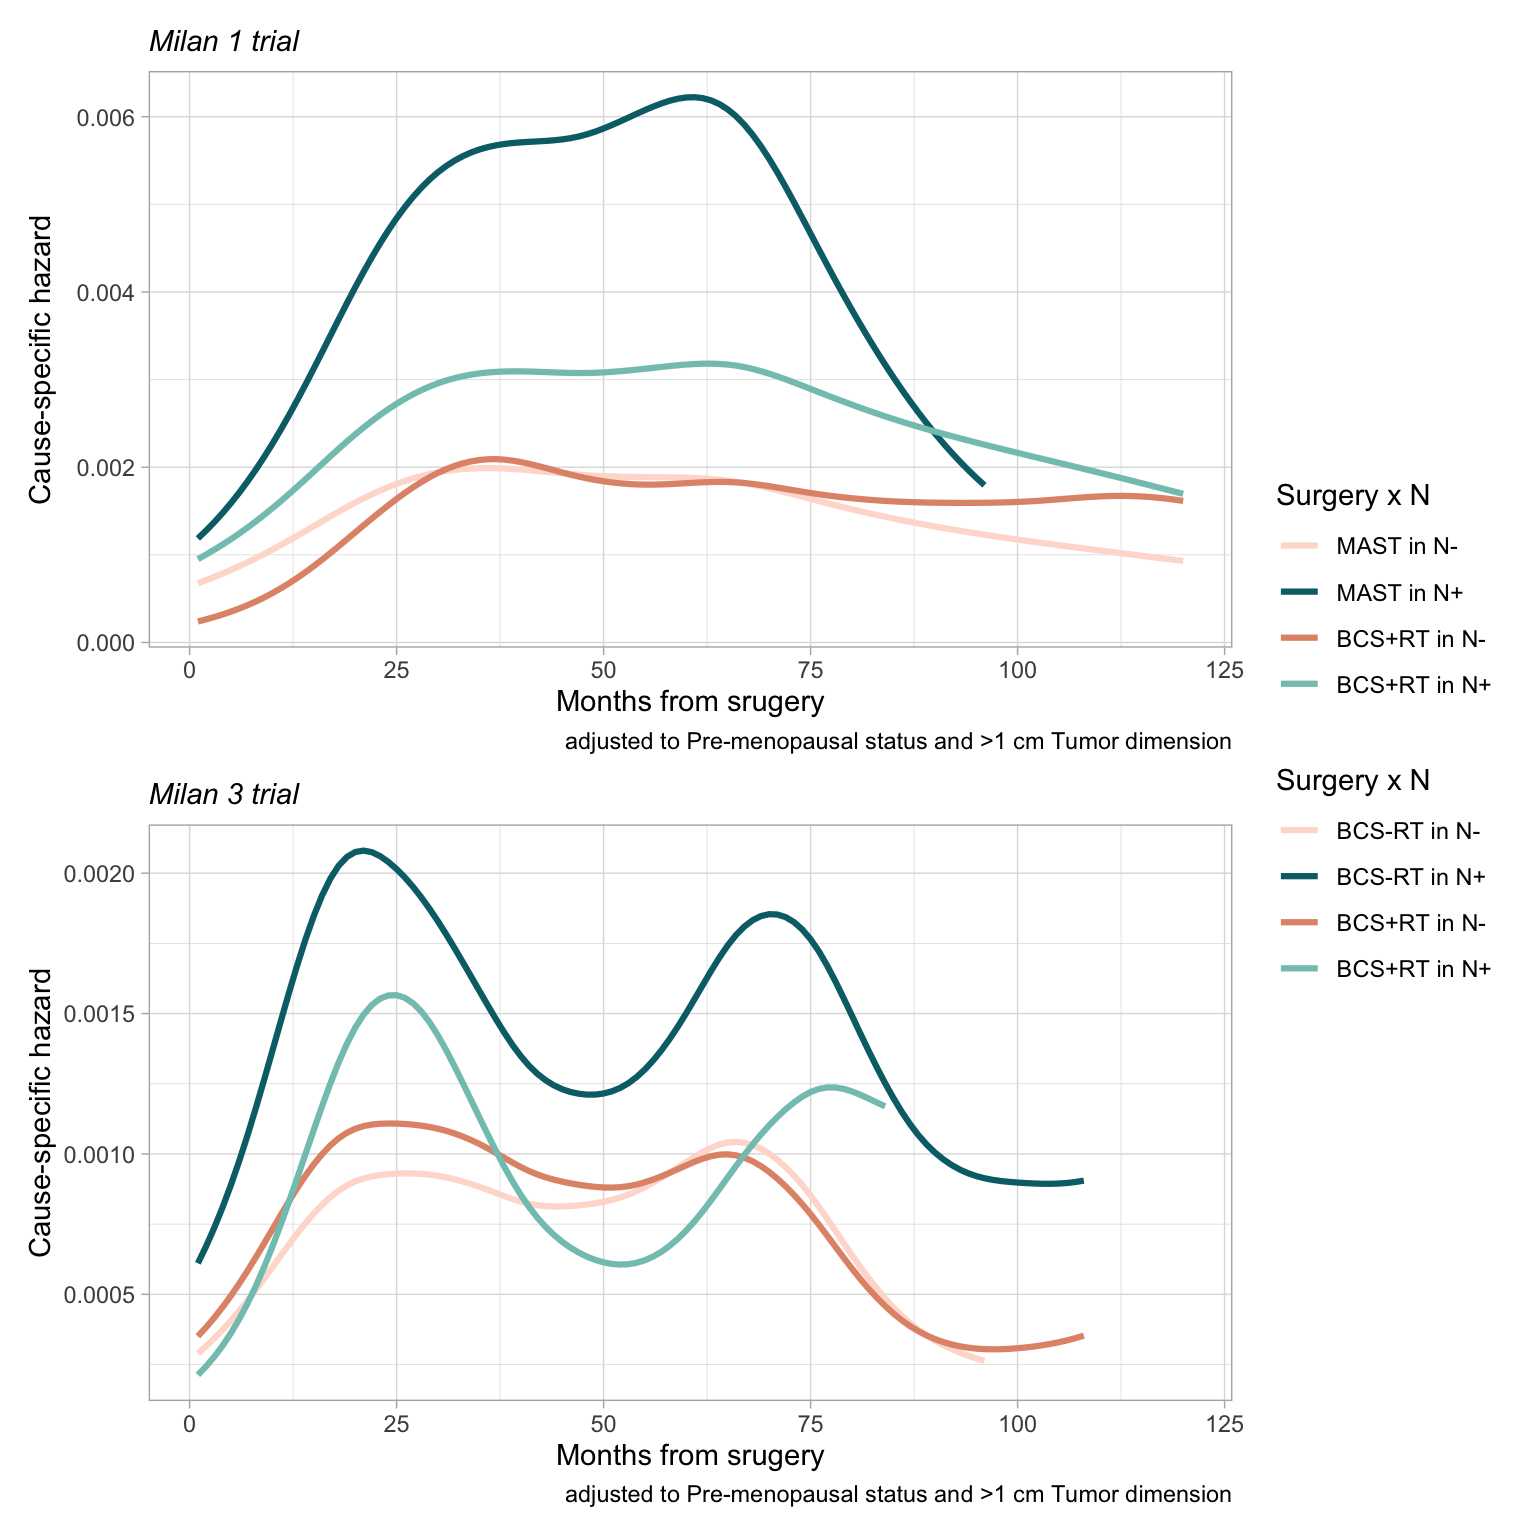 Milan 1 trial
Cause-specific hazard
0.006
0.004
0.002
0.000
0 25 50 75 100 125
Months from srugery
adjusted to Pre-menopausal status and >1 cm Tumor dimension
Surgery x N
MAST in N-
MAST in N+
BCS+RT in N-
BCS+RT in N+
Milan 3 trial
Cause-specific hazard
0.0020
0.0015
0.0010
0.0005
0 25 50 75 100 125
Months from srugery
adjusted to Pre-menopausal status and >1 cm Tumor dimension
Surgery x N
BCS-RT in N-
BCS-RT in N+
BCS+RT in N-
BCS+RT in N+